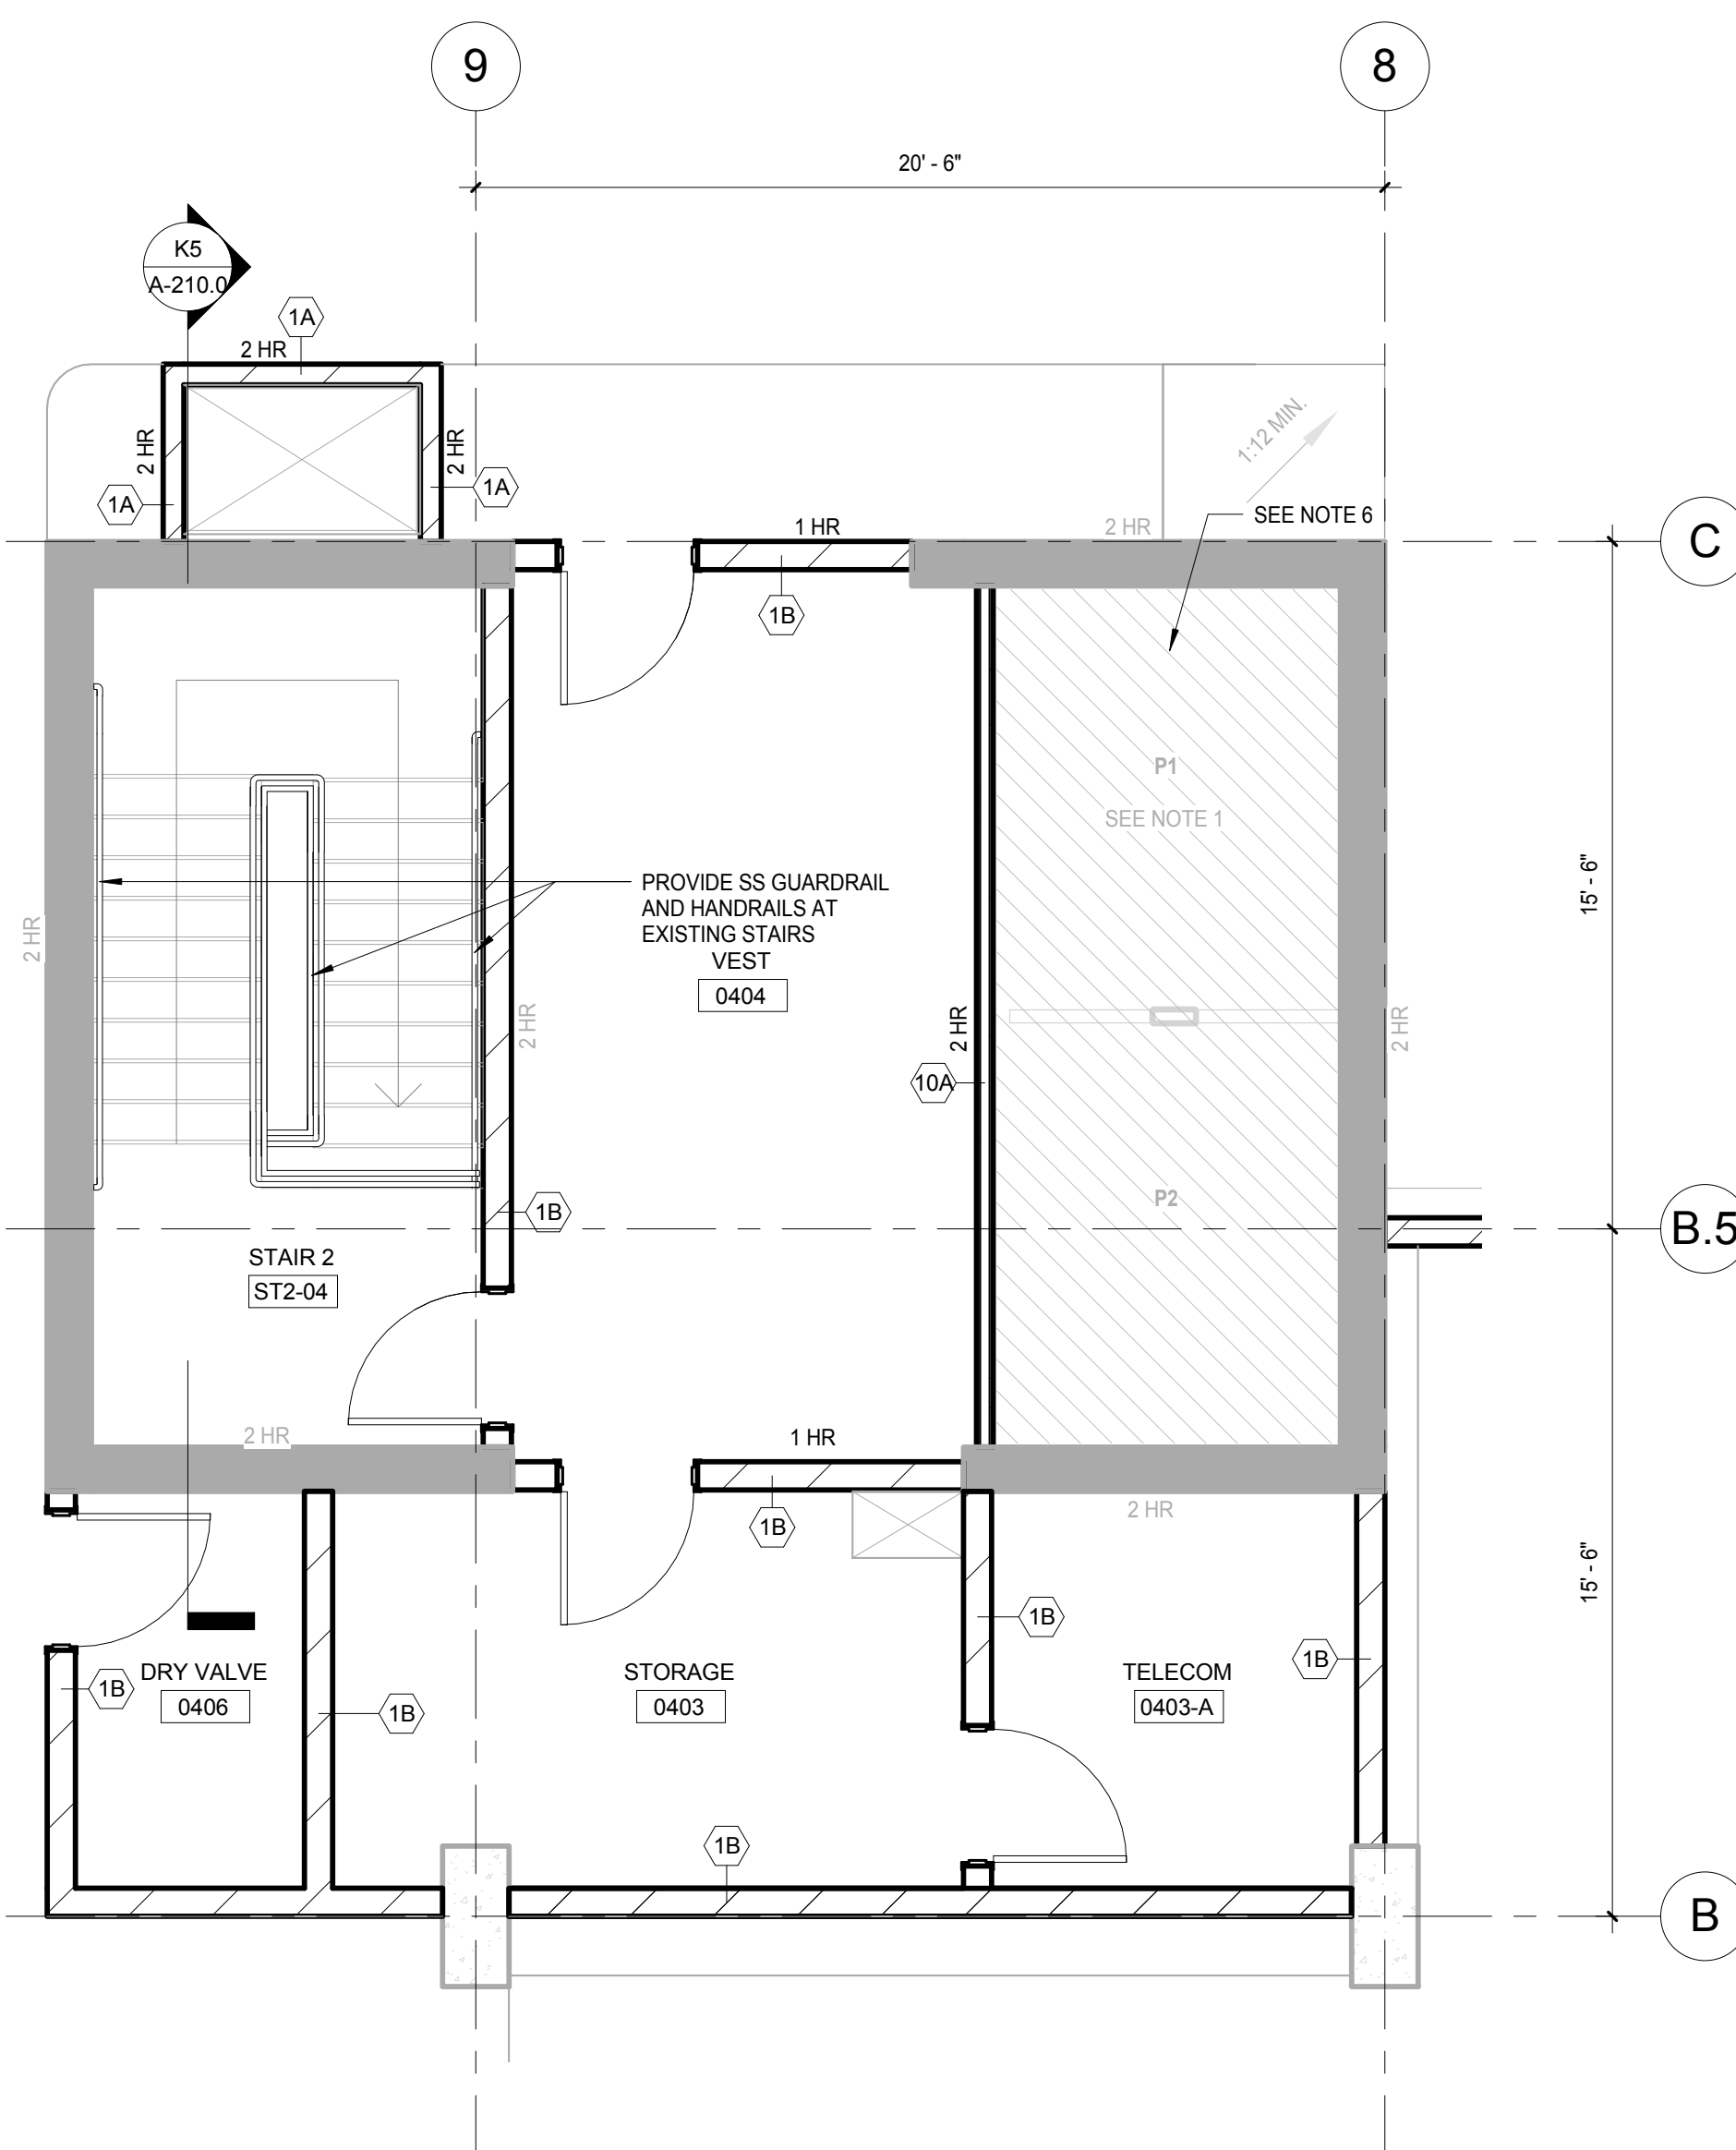 9
8
20' - 6"
K5
A-210.0
1A
2 HR
2 HR
2 HR
1A
1A
1:12 MIN.
SEE NOTE 6
1 HR
2 HR
C
1B
P1
SEE NOTE 1
15' - 6"
PROVIDE SS GUARDRAIL
AND HANDRAILS AT
EXISTING STAIRS
VEST
0404
2 HR
2 HR
2 HR
2 HR
10A
P2
1B
B.5
STAIR 2
ST2-04
2 HR
1 HR
1B
2 HR
15' - 6"
1B
1B
DRY VALVE
0406
1B
1B
STORAGE
0403
TELECOM
0403-A
1B
B